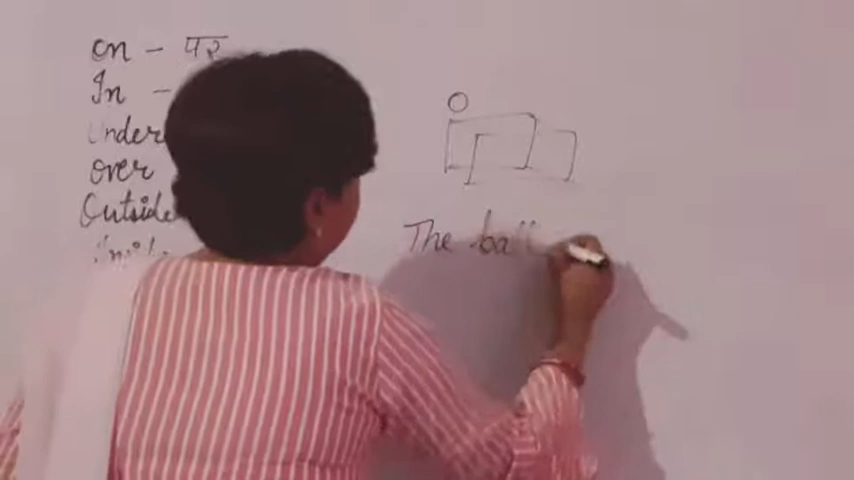 On - पर
In -
Under
Over
Outside
Inside
The ball